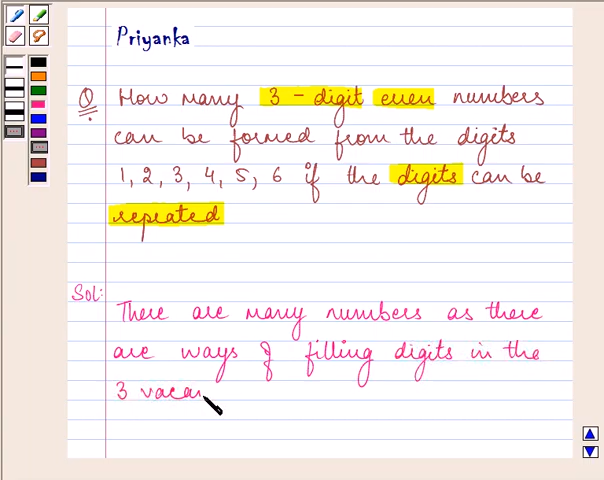 Priyanka
Q How many 3 - digit even numbers
can be formed from the digits
1, 2, 3, 4, 5, 6 if the digits can be
repeated
Sol:
There are many numbers as there
are ways of filling digits in the
3 vacan